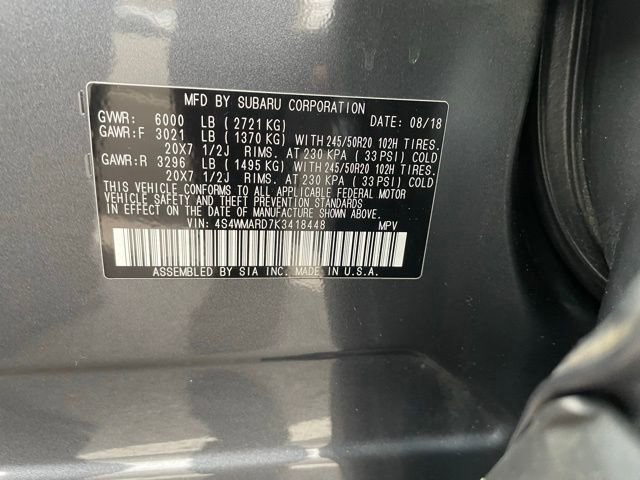 MFD BY SUBARU CORPORATION
GVWR: 6000 LB (2721 KG) DATE: 08/18
GAWR:F 3021 LB (1370 KG) WITH 245/50R20 102H TIRES.
20X7 1/2J RIMS. AT 230 KPA (33 PSI) COLD
GAWR:R 3296 LB (1495 KG) WITH 245/50R20 102H TIRES.
20X7 1/2J RIMS. AT 230 KPA (33 PSI) COLD
THIS VEHICLE CONFORMS TO ALL APPLICABLE FEDERAL MOTOR
VEHICLE SAFETY AND THEFT PREVENTION STANDARDS
IN EFFECT ON THE DATE OF MANUFACTURE SHOWN ABOVE.
VIN: 4S4WMARD7K3418448 MPV
ASSEMBLED BY SIA INC. MADE IN U.S.A.